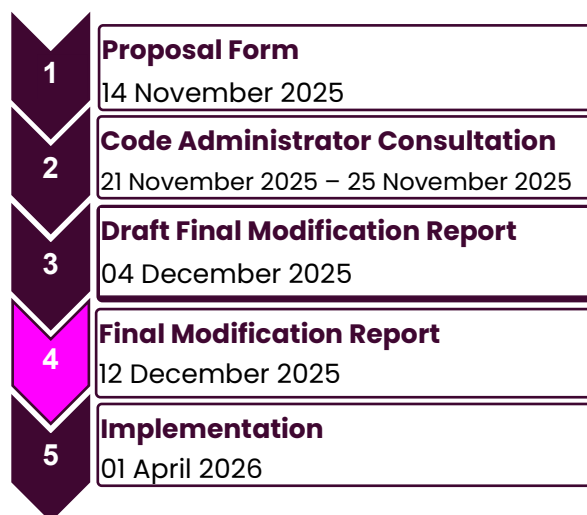 1
Proposal Form
14 November 2025
2
Code Administrator Consultation
21 November 2025 – 25 November 2025
3
Draft Final Modification Report
04 December 2025
4
Final Modification Report
12 December 2025
5
Implementation
01 April 2026